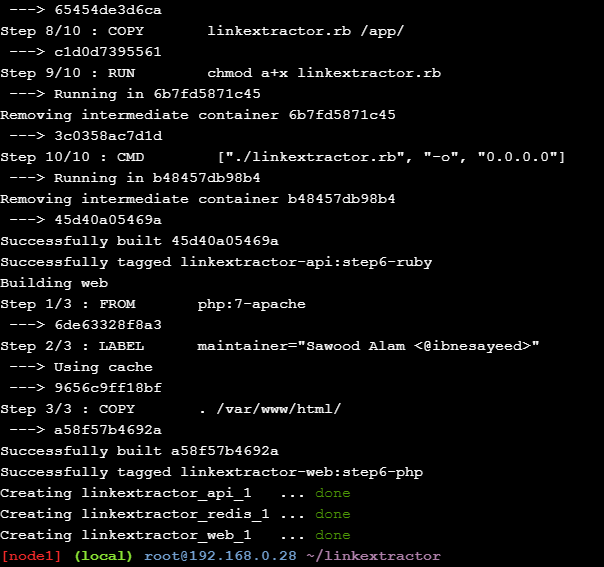 ---> 65454de3d6ca
Step 8/10 : COPY linkextractor.rb /app/
---> c1d0d7395561
Step 9/10 : RUN chmod a+x linkextractor.rb
---> Running in 6b7fd5871c45
Removing intermediate container 6b7fd5871c45
---> 3c0358ac7d1d
Step 10/10 : CMD ["./linkextractor.rb", "-o", "0.0.0.0"]
---> Running in b48457db98b4
Removing intermediate container b48457db98b4
---> 45d40a05469a
Successfully built 45d40a05469a
Successfully tagged linkextractor-api:step6-ruby
Building web
Step 1/3 : FROM php:7-apache
---> 6de63328f8a3
Step 2/3 : LABEL maintainer="Sawood Alam <@ibnesayeed>"
---> Using cache
---> 9656c9ff18bf
Step 3/3 : COPY . /var/www/html/
---> a58f57b4692a
Successfully built a58f57b4692a
Successfully tagged linkextractor-web:step6-php
Creating linkextractor_api_1 ... done
Creating linkextractor_redis_1 ... done
Creating linkextractor_web_1 ... done
[node1] (local) root@192.168.0.28 ~/linkextractor